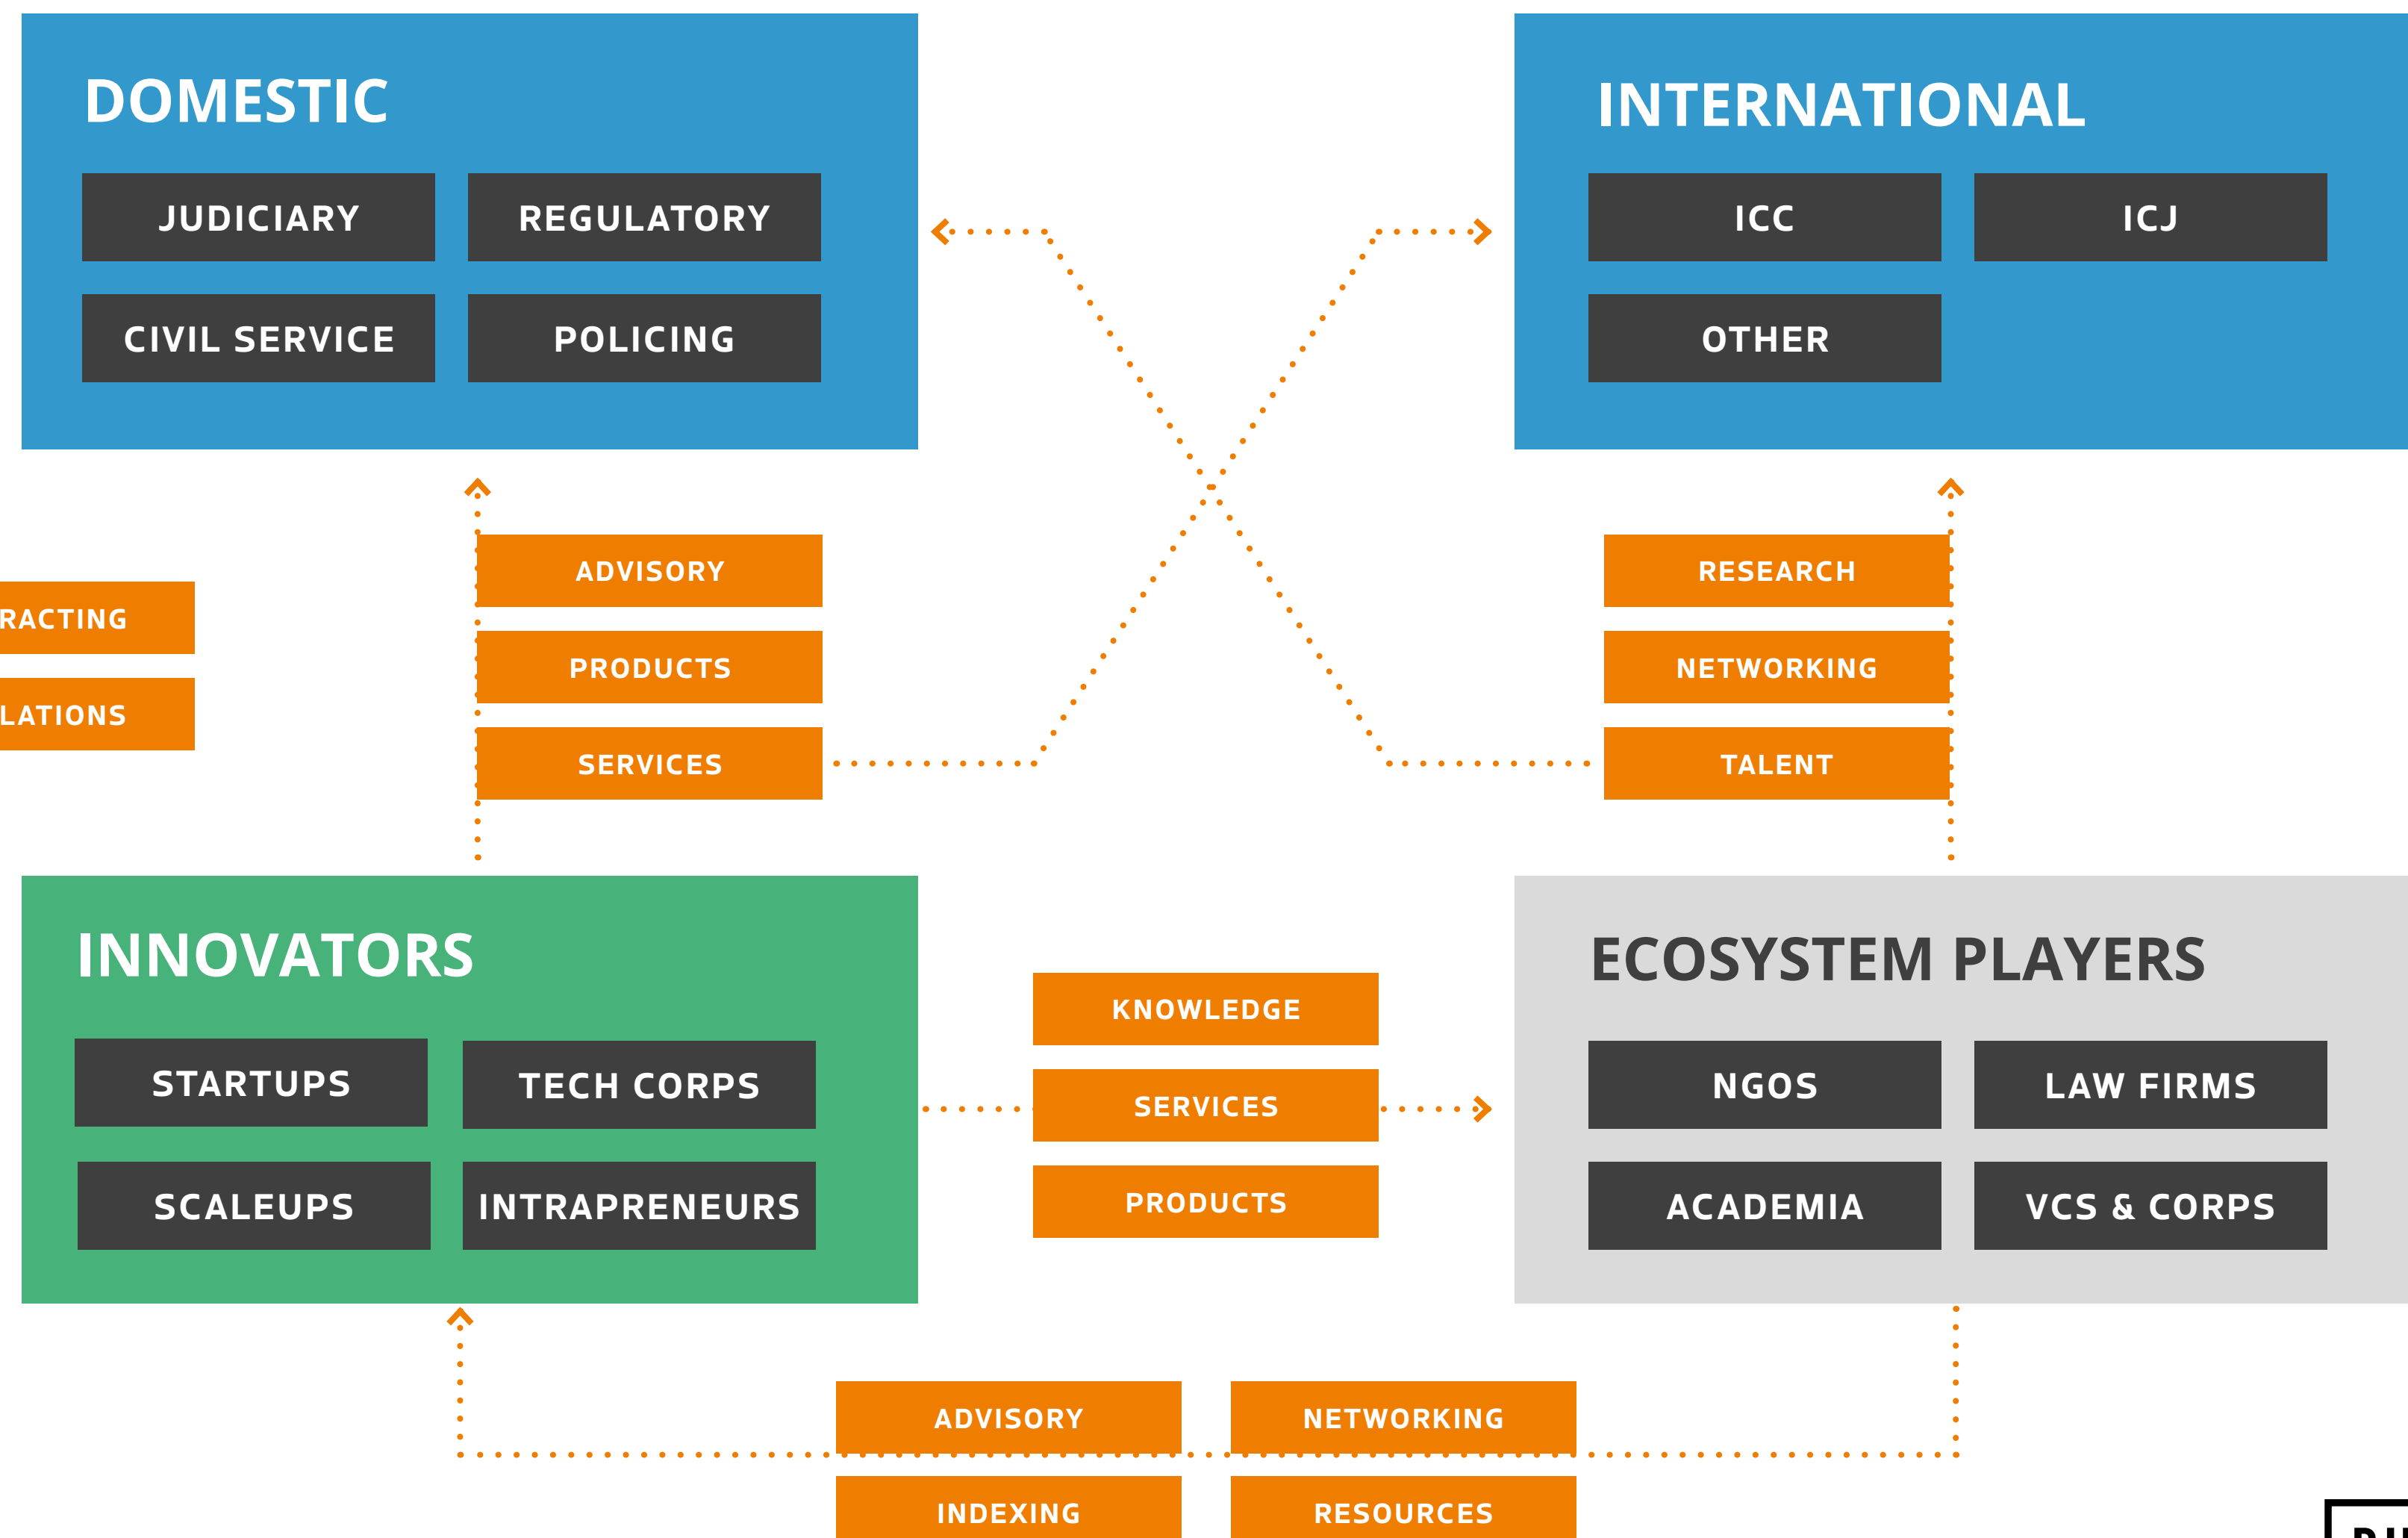 DOMESTIC
JUDICIARY
REGULATORY
CIVIL SERVICE
POLICING
INTERNATIONAL
ICC
ICJ
OTHER
RACTING
LATIONS
ADVISORY
PRODUCTS
SERVICES
RESEARCH
NETWORKING
TALENT
INNOVATORS
STARTUPS
TECH CORPS
SCALEUPS
INTRAPRENEURS
KNOWLEDGE
SERVICES
PRODUCTS
ECOSYSTEM PLAYERS
NGOS
LAW FIRMS
ACADEMIA
VCS & CORPS
ADVISORY
NETWORKING
INDEXING
RESOURCES